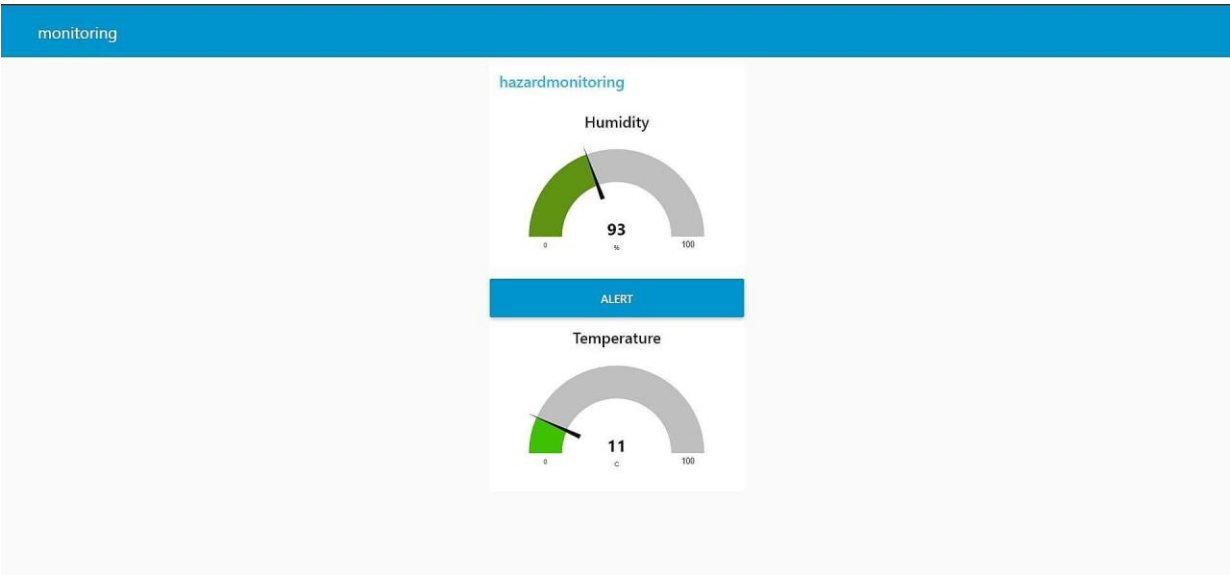 monitoring
hazardmonitoring
Humidity
93
0 % 100
ALERT
Temperature
11
0 C 100